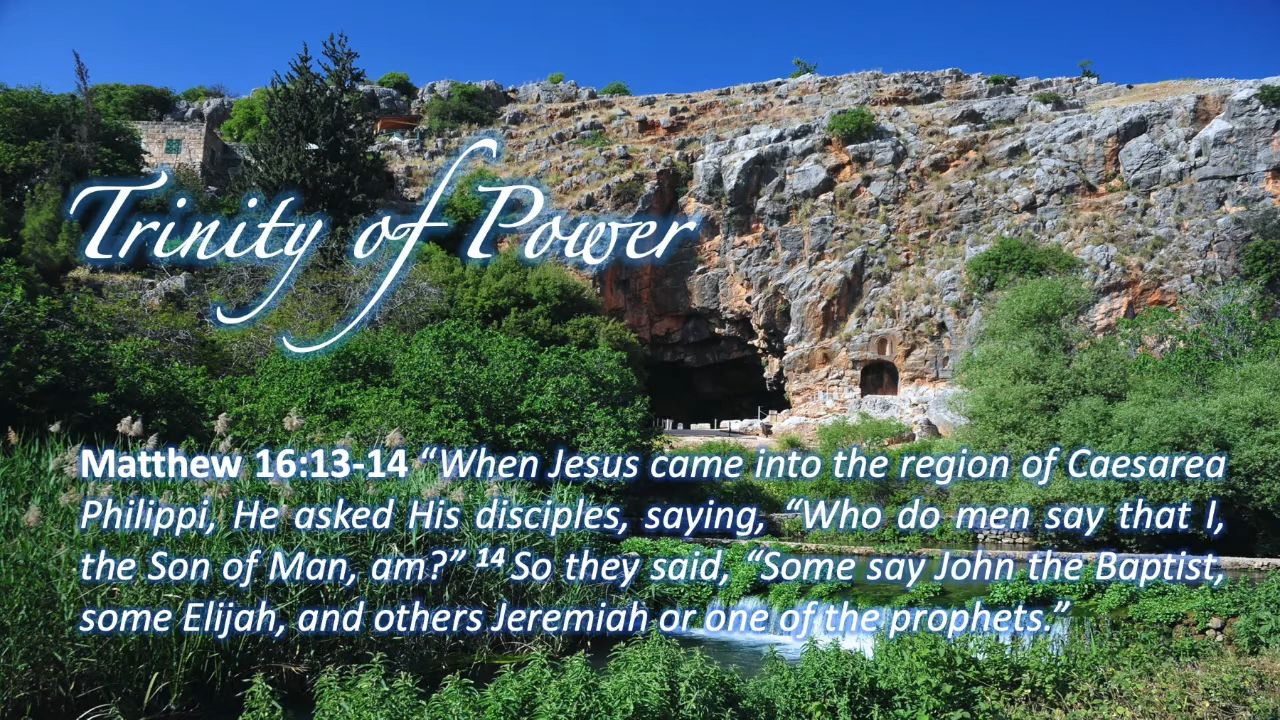 Trinity of Power
Matthew 16:13-14 “When Jesus came into the region of Caesarea
Philippi, He asked His disciples, saying, “Who do men say that I,
the Son of Man, am?” 14 So they said, “Some say John the Baptist,
some Elijah, and others Jeremiah or one of the prophets.”